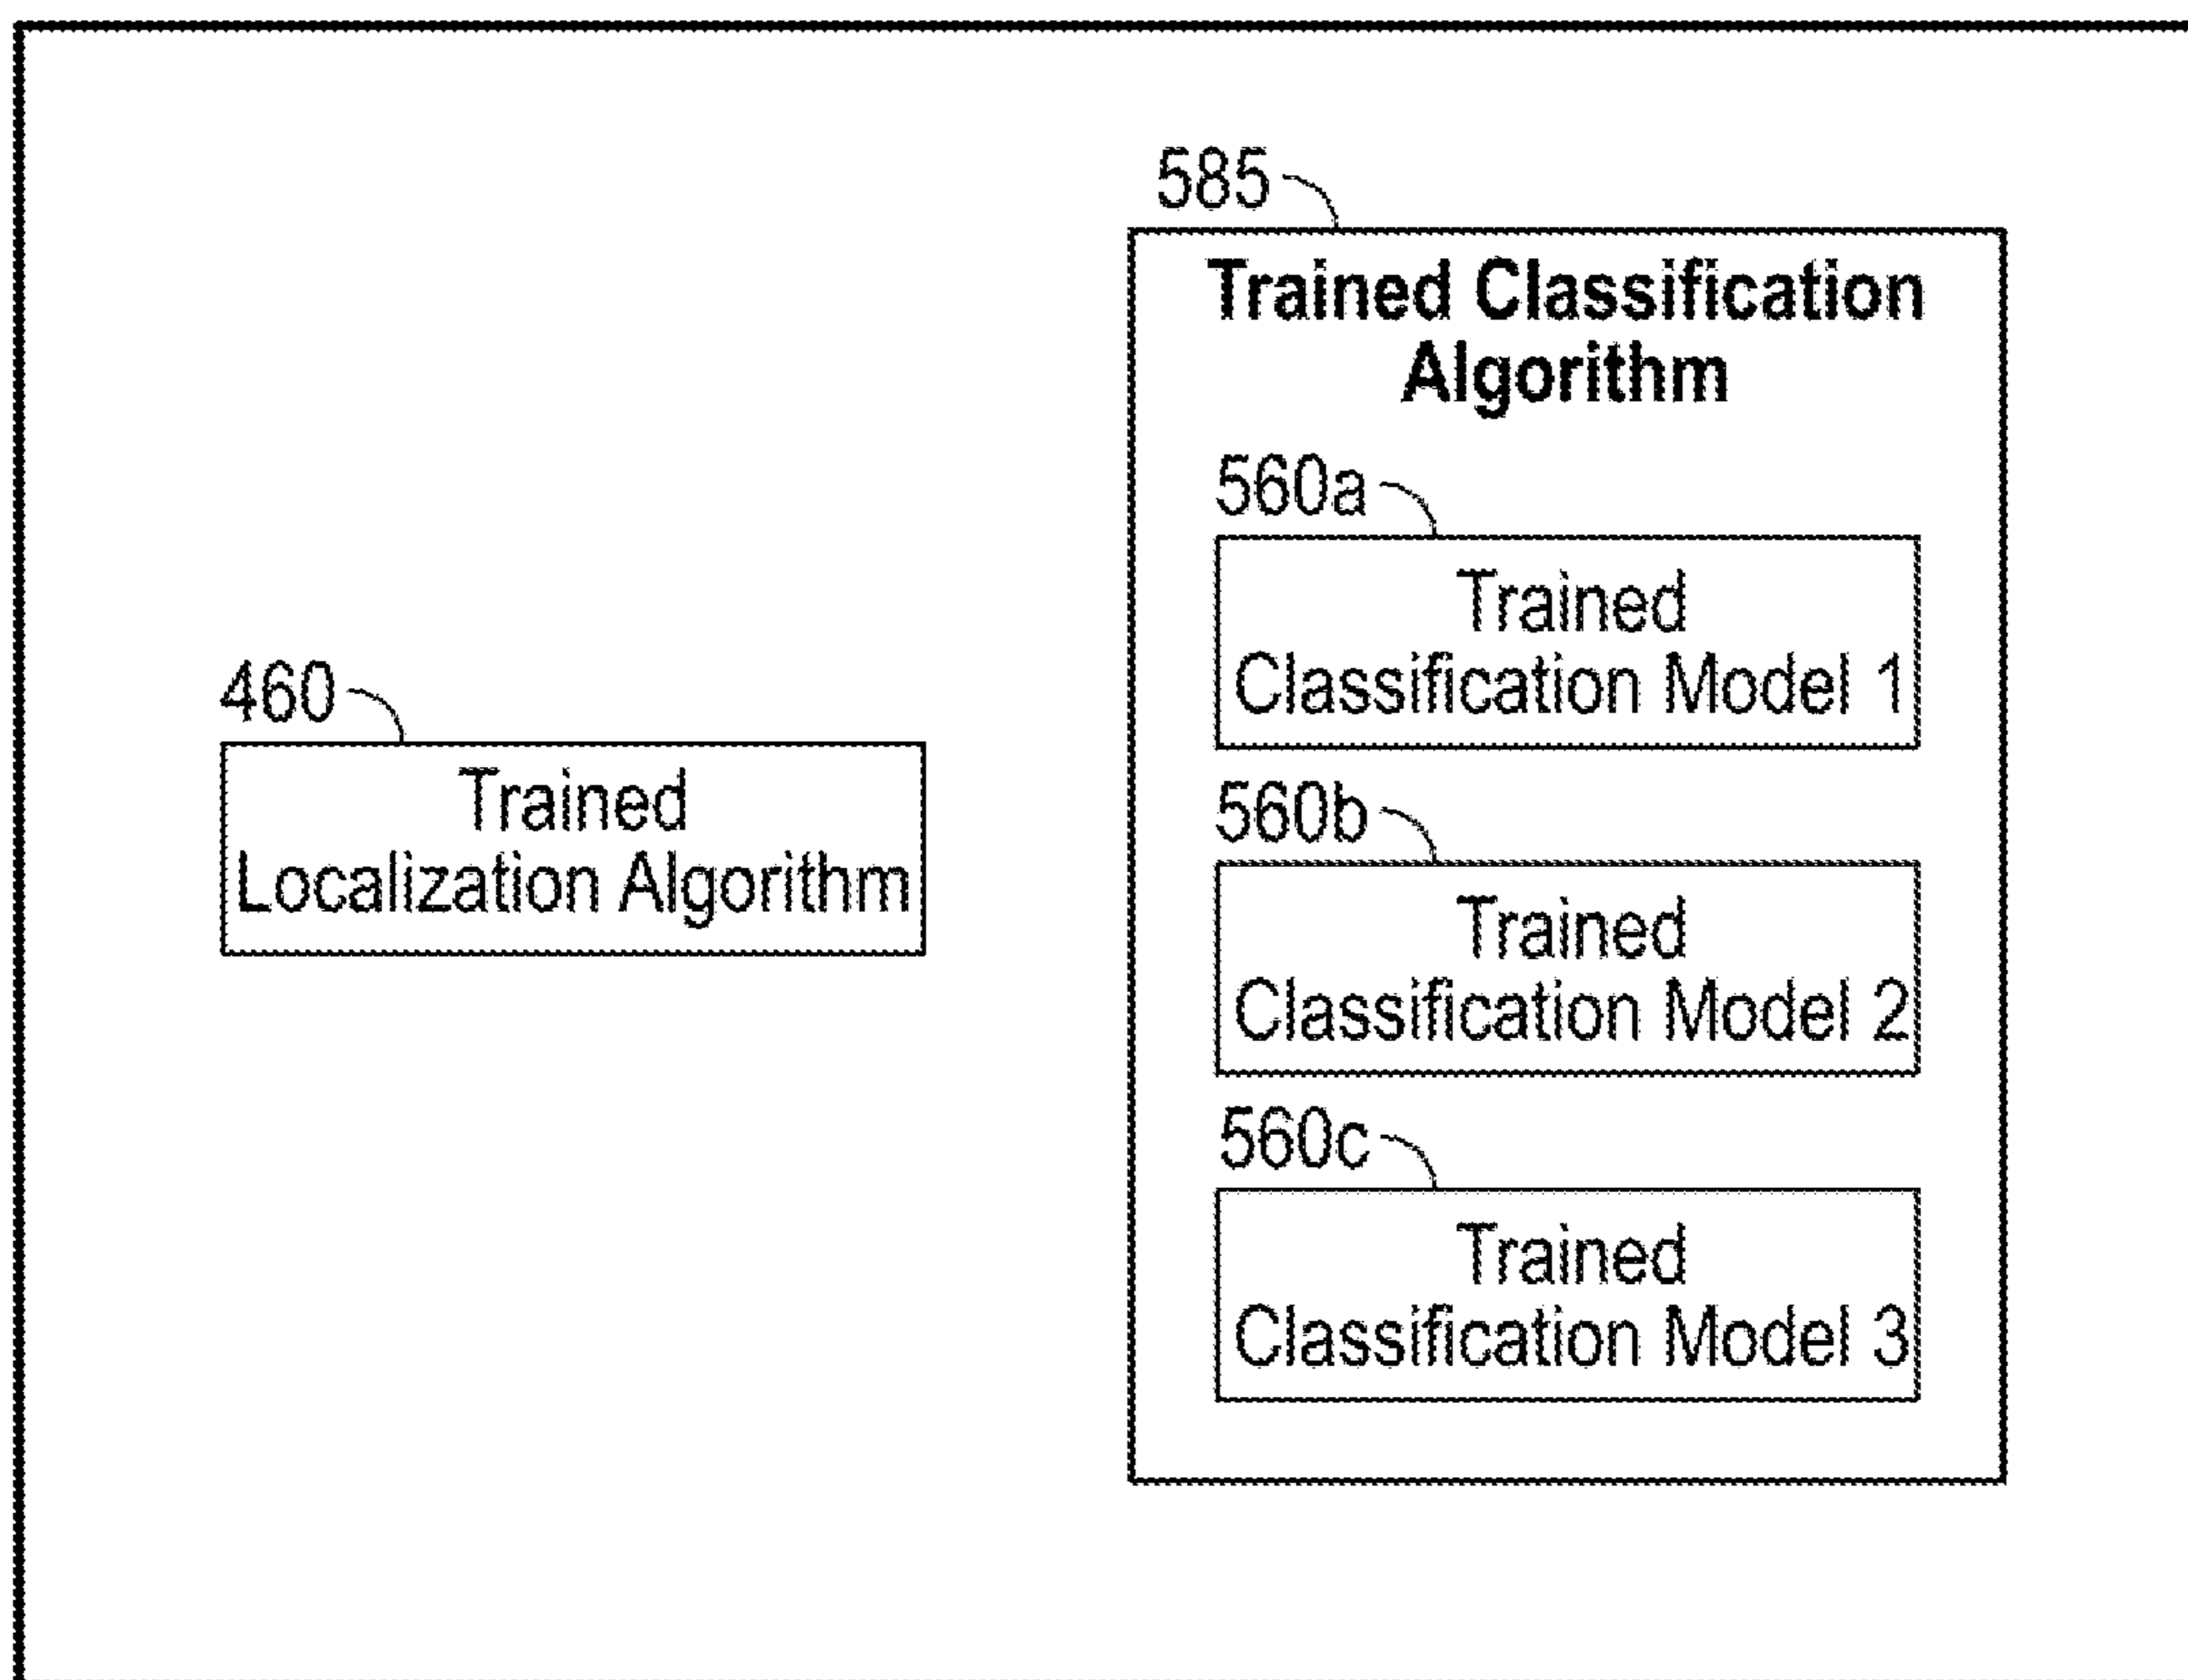 585
Trained Classification
Algorithm
560a
Trained
Classification Model 1
460
Trained
Localization Algorithm
560b
Trained
Classification Model 2
560c
Trained
Classification Model 3